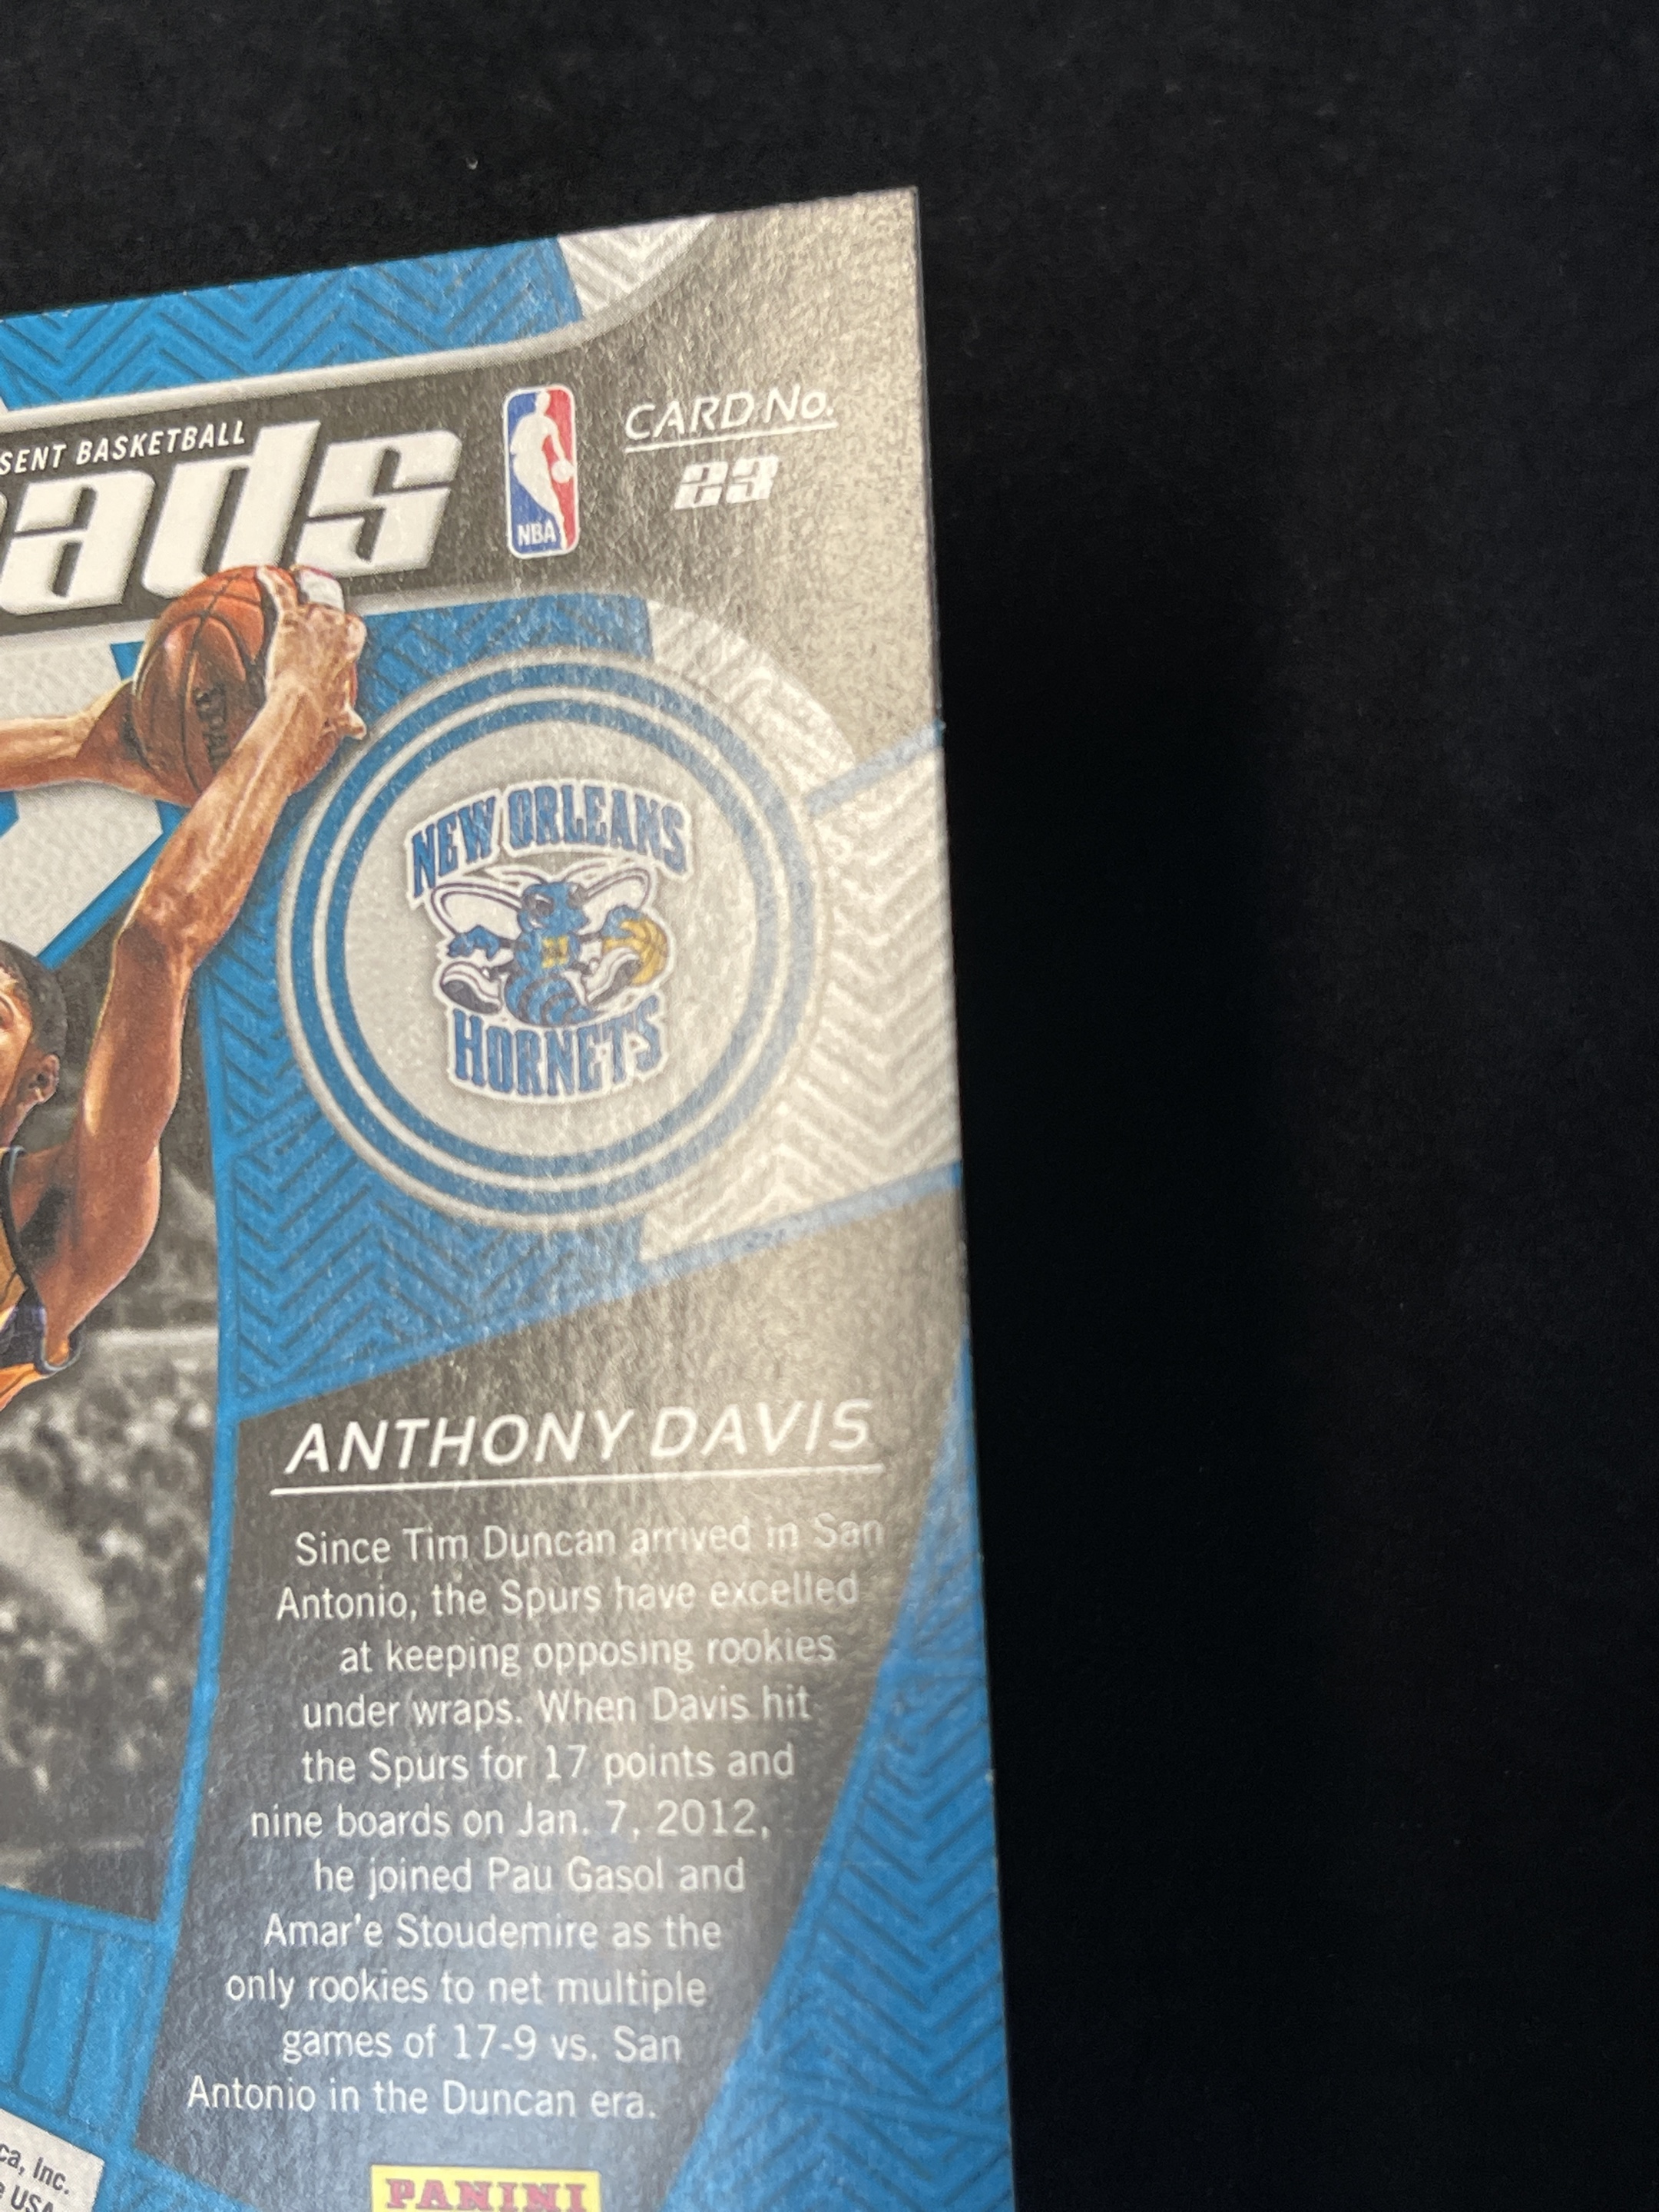 SENT BASKETBALL
ads
NBA
CARD No.
23
NEW ORLEANS
HORNETS
ANTHONY DAVIS
Since Tim Duncan arrived in San
Antonio, the Spurs have excelled
at keeping opposing rookies
under wraps. When Davis hit
the Spurs for 17 points and
nine boards on Jan. 7, 2012,
he joined Pau Gasol and
Amar'e Stoudemire as the
only rookies to net multiple
games of 17-9 vs. San
Antonio in the Duncan era.
ca, Inc.
USA
PANINI